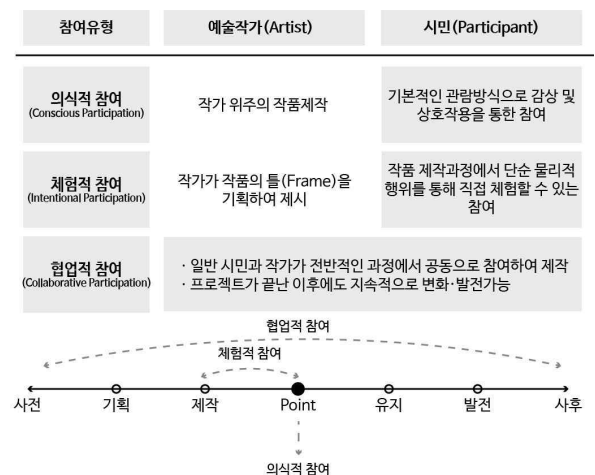 참여유형 예술작가(Artist) 시민(Participant)
의식적 참여
(Conscious Participation)
작가 위주의 작품제작
기본적인 관람방식으로 감상 및
상호작용을 통한 참여
체험적 참여
(Intentional Participation)
작가가 작품의 틀(Frame)을
기획하여 제시
작품 제작과정에서 단순 물리적
행위를 통해 직접 체험할 수 있는
참여
협업적 참여
(Collaborative Participation)
· 일반 시민과 작가가 전반적인 과정에서 공동으로 참여하여 제작
· 프로젝트가 끝난 이후에도 지속적으로 변화·발전가능
협업적 참여
체험적 참여
사전 기획 제작 Point 유지 발전 사후
의식적 참여